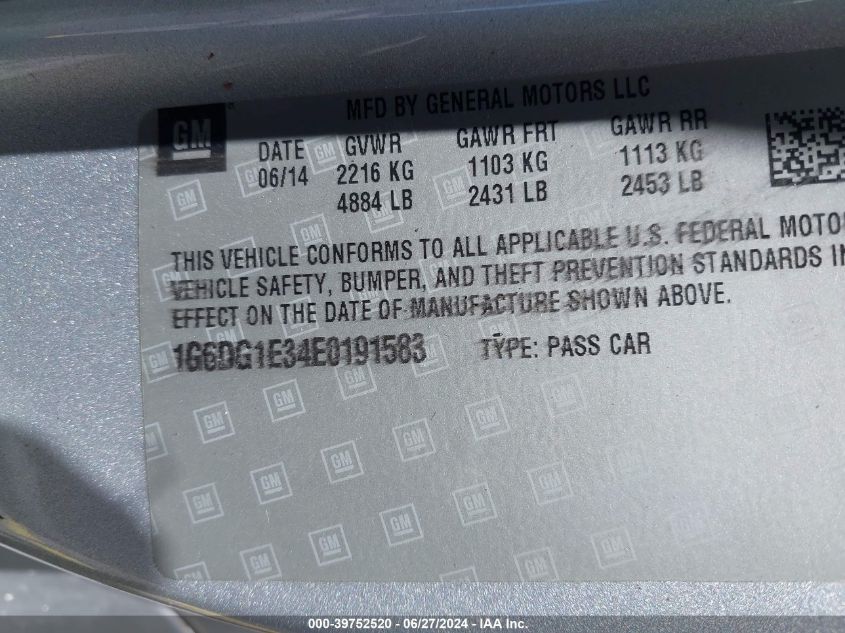 MFD BY GENERAL MOTORS LLC
GM
DATE GVWR GAWR FRT GAWR RR
06/14 2216 KG 1103 KG 1113 KG
4884 LB 2431 LB 2453 LB
THIS VEHICLE CONFORMS TO ALL APPLICABLE U.S. FEDERAL MOTO
VEHICLE SAFETY, BUMPER, AND THEFT PREVENTION STANDARDS IN
EFFECT ON THE DATE OF MANUFACTURE SHOWN ABOVE.
1G6DG1E34E0191583 TYPE: PASS CAR
000-39752520 | 06/27/2024 | IAA Inc.